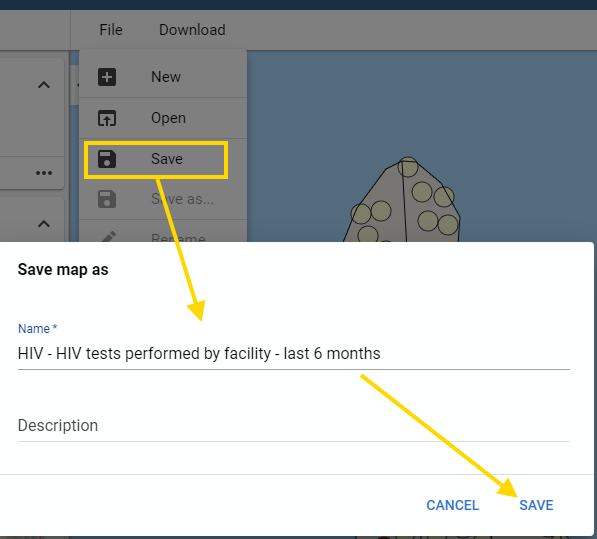 File Download
New
Open
Save
Save as...
Rename
Save map as
Name *
HIV - HIV tests performed by facility - last 6 months
Description
CANCEL SAVE